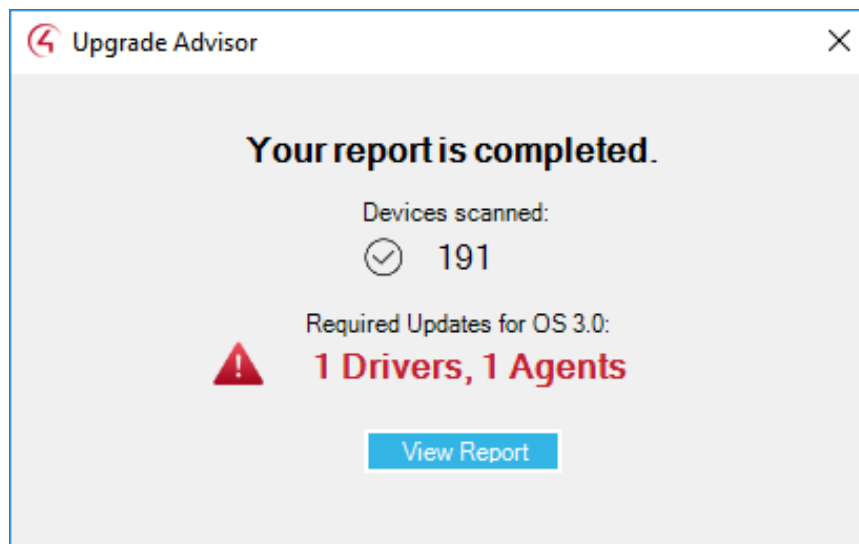 Upgrade Advisor
Your report is completed.
Devices scanned:
191
Required Updates for OS 3.0:
1 Drivers, 1 Agents
View Report